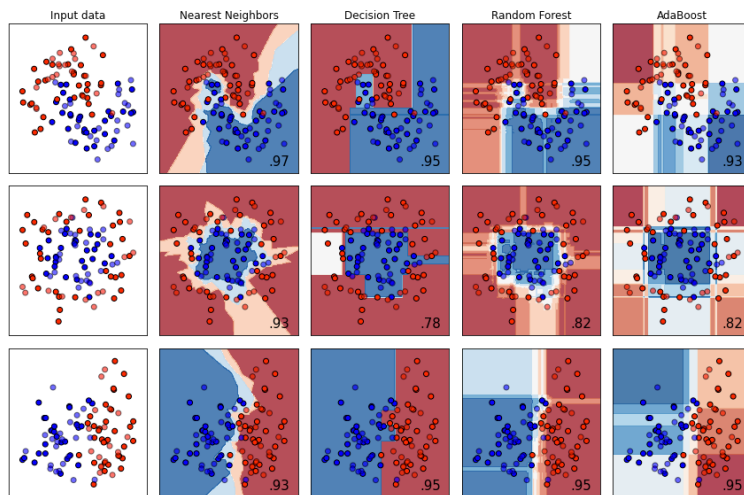 Input data
Nearest Neighbors
Decision Tree
Random Forest
AdaBoost
.97
.95
.95
.93
.93
.78
.82
.82
.93
.95
.95
.95